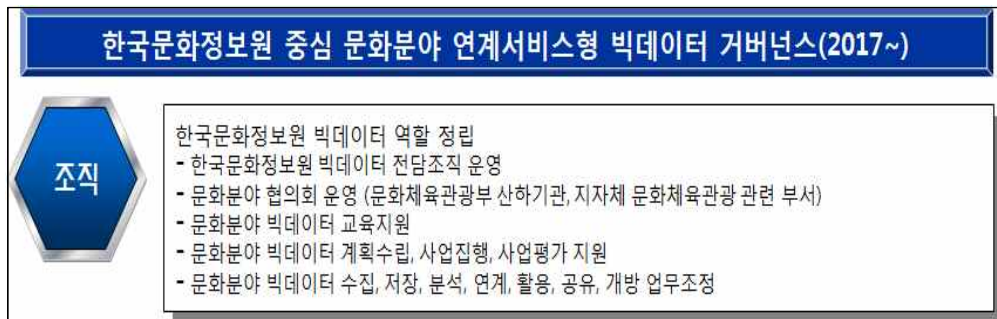 한국문화정보원 중심 문화분야 연계서비스형 빅데이터 거버넌스(2017~)
조직
한국문화정보원 빅데이터 역할 정립
- 한국문화정보원 빅데이터 전담조직 운영
- 문화분야 협의회 운영 (문화체육관광부 산하기관, 지자체 문화체육관광 관련 부서)
- 문화분야 빅데이터 교육지원
- 문화분야 빅데이터 계획수립, 사업집행, 사업평가 지원
- 문화분야 빅데이터 수집, 저장, 분석, 연계, 활용, 공유, 개방 업무조정